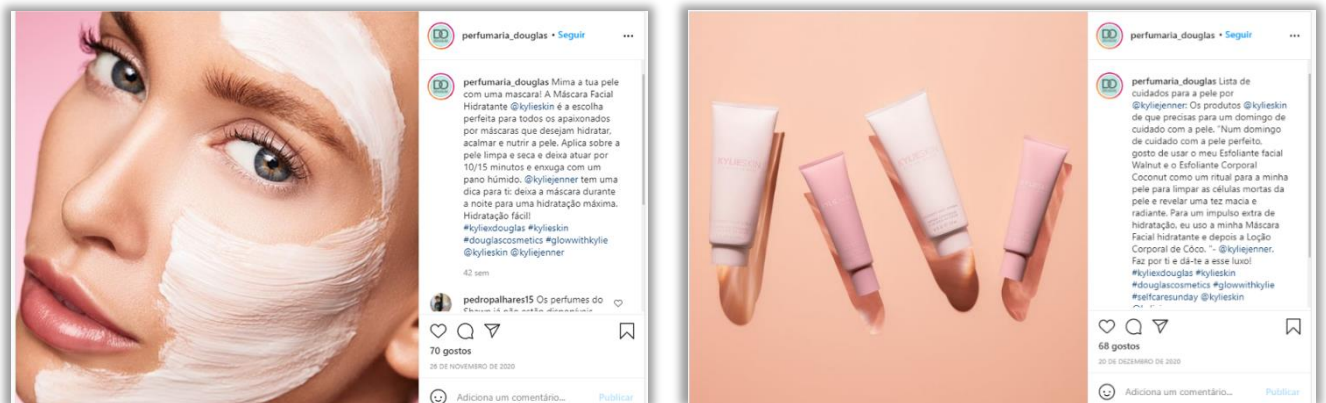 perfumaria_douglas • Seguir
perfumaria_douglas Mima a tua pele
com uma mascara! A Máscara Facial
Hidratante @kylieskin é a escolha
perfeita para todos os apaixonados
por máscaras que desejam hidratar,
acalmar e nutrir a pele. Aplica sobre a
pele limpa e seca e deixa atuar por
10/15 minutos e enxuga com um
pano húmido. @kyliejenner tem uma
dica para ti: deixa a máscara durante
a noite para uma hidratação máxima.
Hidratação fácil!
#kyliexdouglas #kylieskin
#douglascosmetics #glowwithkylie
@kylieskin @kyliejenner
42 sem
pedropalhares15 Os perfumes do
Shawn já não estão disponíveis
70 gostos
28 DE NOVEMBRO DE 2020
Adiciona um comentário...
Publicar
KYLIESKIN
KYLIESKIN
perfumaria_douglas • Seguir
perfumaria_douglas Lista de
cuidados para a pele por
@kyliejenner: Os produtos @kylieskin
de que precisas para um domingo de
cuidado com a pele. "Num domingo
de cuidado com a pele perfeito,
gosto de usar o meu Esfoliante facial
Walnut e o Esfoliante Corporal
Coconut como um ritual para a minha
pele para limpar as células mortas da
pele e revelar uma tez macia e
radiante. Para um impulso extra de
hidratação, eu uso a minha Máscara
Facial hidratante e depois a Loção
Corporal de Côco. "- @kyliejenner.
Faz por ti e dá-te a esse luxo!
#kyliexdouglas #kylieskin
#douglascosmetics #glowwithkylie
#selfcaresunday @kylieskin
68 gostos
20 DE DEZEMBRO DE 2020
Adiciona um comentário...
Publicar